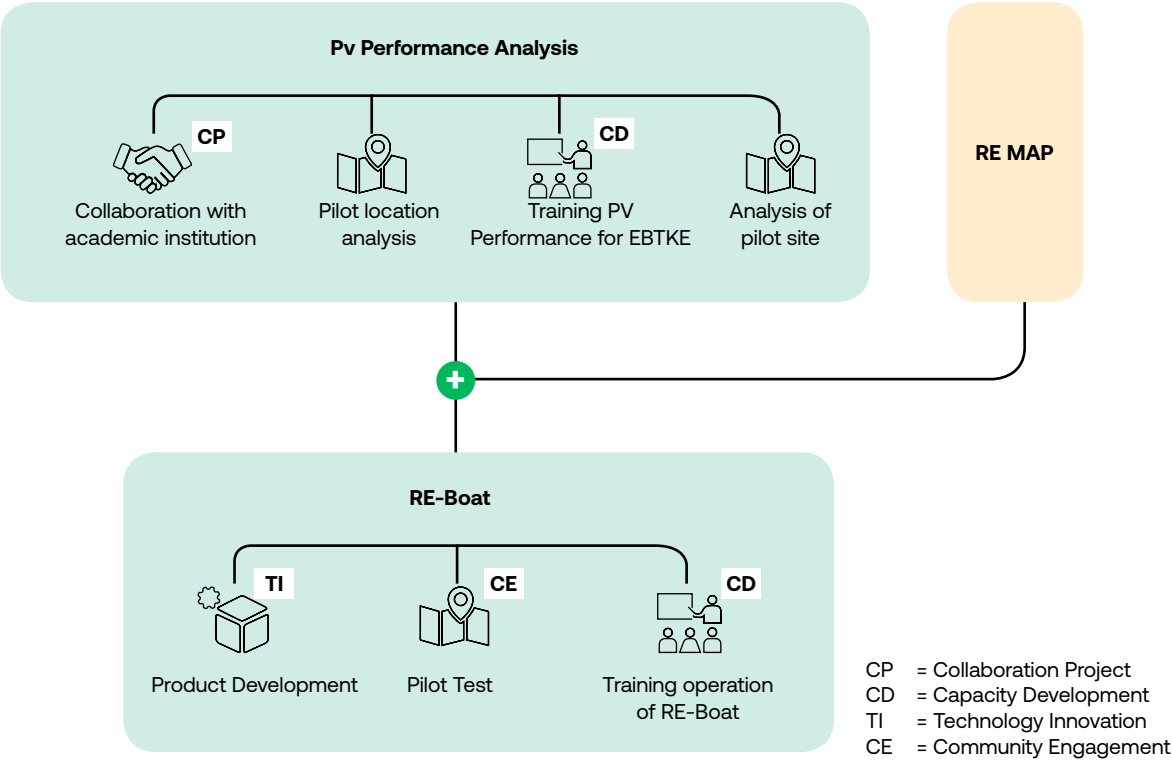 Pv Performance Analysis
RE MAP
CP
CD
Collaboration with
academic institution
Pilot location
analysis
Training PV
Performance for EBTKE
Analysis of
pilot site
RE-Boat
TI
CE
CD
Product Development
Pilot Test
Training operation
of RE-Boat
CP = Collaboration Project
CD = Capacity Development
TI = Technology Innovation
CE = Community Engagement